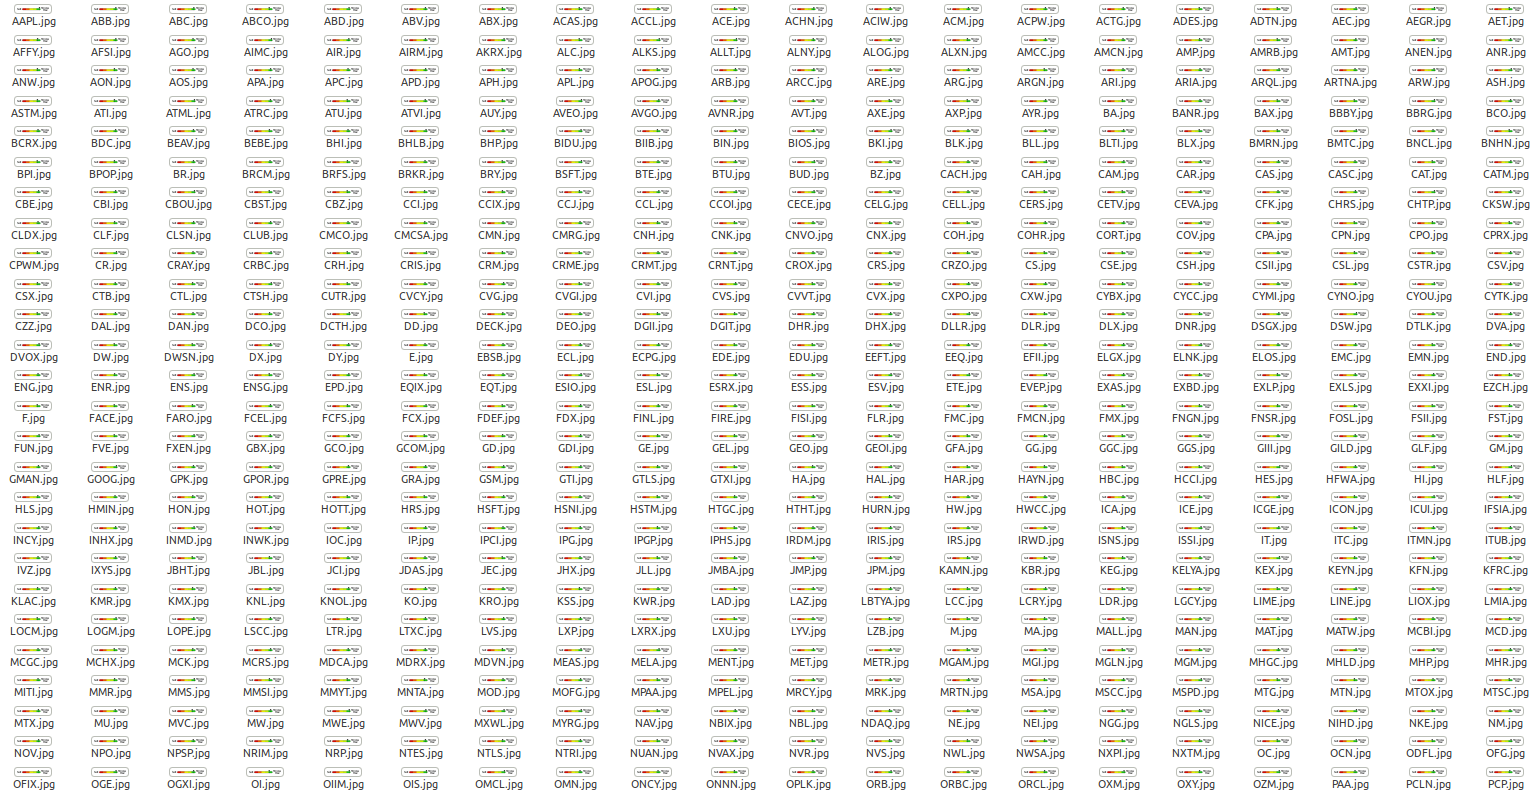 AAPL.jpg ABB.jpg ABC.jpg ABCO.jpg ABD.jpg ABV.jpg ABX.jpg ACAS.jpg ACCL.jpg ACE.jpg ACHN.jpg ACIW.jpg ACM.jpg ACPW.jpg ACTG.jpg ADES.jpg ADTN.jpg AEC.jpg AEGR.jpg AET.jpg
AFFY.jpg AFSI.jpg AGO.jpg AIMC.jpg AIR.jpg AIRM.jpg AKRX.jpg ALC.jpg ALKS.jpg ALLT.jpg ALNY.jpg ALOG.jpg ALXN.jpg AMCC.jpg AMCN.jpg AMP.jpg AMRB.jpg AMT.jpg ANEN.jpg ANR.jpg
ANW.jpg AON.jpg AOS.jpg APA.jpg APC.jpg APD.jpg APH.jpg APL.jpg APOG.jpg ARB.jpg ARCC.jpg ARE.jpg ARG.jpg ARGN.jpg ARI.jpg ARIA.jpg ARQL.jpg ARTNA.jpg ARW.jpg ASH.jpg
ASTM.jpg ATI.jpg ATML.jpg ATRC.jpg ATU.jpg ATVI.jpg AUY.jpg AVEO.jpg AVGO.jpg AVNR.jpg AVT.jpg AXE.jpg AXP.jpg AYR.jpg BA.jpg BANR.jpg BAX.jpg BBBY.jpg BBRG.jpg BCO.jpg
BCRX.jpg BDC.jpg BEAV.jpg BEBE.jpg BHI.jpg BHLB.jpg BHP.jpg BIDU.jpg BIIB.jpg BIN.jpg BIOS.jpg BKI.jpg BLK.jpg BLL.jpg BLTI.jpg BLX.jpg BMRN.jpg BMTC.jpg BNCL.jpg BNHN.jpg
BPI.jpg BPOP.jpg BR.jpg BRCM.jpg BRFS.jpg BRKR.jpg BRY.jpg BSFT.jpg BTE.jpg BTU.jpg BUD.jpg BZ.jpg CACH.jpg CAH.jpg CAM.jpg CAR.jpg CAS.jpg CASC.jpg CAT.jpg CATM.jpg
CBE.jpg CBI.jpg CBOU.jpg CBST.jpg CBZ.jpg CCI.jpg CCIX.jpg CCJ.jpg CCL.jpg CCOI.jpg CECE.jpg CELG.jpg CELL.jpg CERS.jpg CETV.jpg CEVA.jpg CFK.jpg CHRS.jpg CHTP.jpg CKSW.jpg
CLDX.jpg CLF.jpg CLSN.jpg CLUB.jpg CMCO.jpg CMCSA.jpg CMN.jpg CMRG.jpg CNH.jpg CNK.jpg CNVO.jpg CNX.jpg COH.jpg COHR.jpg CORT.jpg COV.jpg CPA.jpg CPN.jpg CPO.jpg CPRX.jpg
CPWM.jpg CR.jpg CRAY.jpg CRBC.jpg CRH.jpg CRIS.jpg CRM.jpg CRME.jpg CRMT.jpg CRNT.jpg CROX.jpg CRS.jpg CRZO.jpg CS.jpg CSE.jpg CSH.jpg CSII.jpg CSL.jpg CSTR.jpg CSV.jpg
CSX.jpg CTB.jpg CTL.jpg CTSH.jpg CUTR.jpg CVCY.jpg CVG.jpg CVGI.jpg CVI.jpg CVS.jpg CVVT.jpg CVX.jpg CXPO.jpg CXW.jpg CYBX.jpg CYCC.jpg CYMI.jpg CYNO.jpg CYOU.jpg CYTK.jpg
CZZ.jpg DAL.jpg DAN.jpg DCO.jpg DCTH.jpg DD.jpg DECK.jpg DEO.jpg DGII.jpg DGIT.jpg DHR.jpg DHX.jpg DLLR.jpg DLR.jpg DLX.jpg DNR.jpg DSGX.jpg DSW.jpg DTLK.jpg DVA.jpg
DVOX.jpg DW.jpg DWSN.jpg DX.jpg DY.jpg E.jpg EBSB.jpg ECL.jpg ECPG.jpg EDE.jpg EDU.jpg EEFT.jpg EEQ.jpg EFII.jpg ELGX.jpg ELNK.jpg ELOS.jpg EMC.jpg EMN.jpg END.jpg
ENG.jpg ENR.jpg ENS.jpg ENSG.jpg EPD.jpg EQIX.jpg EQT.jpg ESIO.jpg ESL.jpg ESRX.jpg ESS.jpg ESV.jpg ETE.jpg EVEP.jpg EXAS.jpg EXBD.jpg EXLP.jpg EXLS.jpg EXXI.jpg EZCH.jpg
F.jpg FACE.jpg FARO.jpg FCEL.jpg FCFS.jpg FCX.jpg FDEF.jpg FDX.jpg FINL.jpg FIRE.jpg FISI.jpg FLR.jpg FMC.jpg FMCN.jpg FMX.jpg FNGN.jpg FNSR.jpg FOSL.jpg FSII.jpg FST.jpg
FUN.jpg FVE.jpg FXEN.jpg GBX.jpg GCO.jpg GCOM.jpg GD.jpg GDI.jpg GE.jpg GEL.jpg GEO.jpg GEOI.jpg GFA.jpg GG.jpg GGC.jpg GGS.jpg GIII.jpg GILD.jpg GLF.jpg GM.jpg
GMAN.jpg GOOG.jpg GPK.jpg GPOR.jpg GPRE.jpg GRA.jpg GSM.jpg GTI.jpg GTLS.jpg GTXI.jpg HA.jpg HAL.jpg HAR.jpg HAYN.jpg HBC.jpg HCCI.jpg HES.jpg HFWA.jpg HI.jpg HLF.jpg
HLS.jpg HMIN.jpg HON.jpg HOT.jpg HOTT.jpg HRS.jpg HSFT.jpg HSNI.jpg HSTM.jpg HTGC.jpg HTHT.jpg HURN.jpg HW.jpg HWCC.jpg ICA.jpg ICE.jpg ICGE.jpg ICON.jpg ICUI.jpg IFSIA.jpg
INCY.jpg INHX.jpg INMD.jpg INWK.jpg IOC.jpg IP.jpg IPCI.jpg IPG.jpg IPGP.jpg IPHS.jpg IRDM.jpg IRIS.jpg IRS.jpg IRWD.jpg ISNS.jpg ISSI.jpg IT.jpg ITC.jpg ITMN.jpg ITUB.jpg
IVZ.jpg IXYS.jpg JBHT.jpg JBL.jpg JCI.jpg JDAS.jpg JEC.jpg JHX.jpg JLL.jpg JMBA.jpg JMP.jpg JPM.jpg KAMN.jpg KBR.jpg KEG.jpg KELYA.jpg KEX.jpg KEYN.jpg KFN.jpg KFRC.jpg
KLAC.jpg KMR.jpg KMX.jpg KNL.jpg KNOL.jpg KO.jpg KRO.jpg KSS.jpg KWR.jpg LAD.jpg LAZ.jpg LBTYA.jpg LCC.jpg LCRY.jpg LDR.jpg LGCY.jpg LIME.jpg LINE.jpg LIOX.jpg LMIA.jpg
LOCM.jpg LOGM.jpg LOPE.jpg LSCC.jpg LTR.jpg LTXC.jpg LVS.jpg LXP.jpg LXRX.jpg LXU.jpg LYV.jpg LZB.jpg M.jpg MA.jpg MALL.jpg MAN.jpg MAT.jpg MATW.jpg MCBI.jpg MCD.jpg
MCGC.jpg MCHX.jpg MCK.jpg MCRS.jpg MDCA.jpg MDRX.jpg MDVN.jpg MEAS.jpg MELA.jpg MENT.jpg MET.jpg METR.jpg MGAM.jpg MGI.jpg MGLN.jpg MGM.jpg MHGC.jpg MHLD.jpg MHP.jpg MHR.jpg
MITI.jpg MMR.jpg MMS.jpg MMSI.jpg MMYT.jpg MNTA.jpg MOD.jpg MOFG.jpg MPAA.jpg MPEL.jpg MRCY.jpg MRK.jpg MRTN.jpg MSA.jpg MSCC.jpg MSPD.jpg MTG.jpg MTN.jpg MTOX.jpg MTSC.jpg
MTX.jpg MU.jpg MVC.jpg MW.jpg MWE.jpg MWV.jpg MXWL.jpg MYRG.jpg NAV.jpg NBIX.jpg NBL.jpg NDAQ.jpg NE.jpg NEI.jpg NGG.jpg NGLS.jpg NICE.jpg NIHD.jpg NKE.jpg NM.jpg
NOV.jpg NPO.jpg NPSP.jpg NRIM.jpg NRP.jpg NTES.jpg NTLS.jpg NTRI.jpg NUAN.jpg NVAX.jpg NVR.jpg NVS.jpg NWL.jpg NWSA.jpg NXPI.jpg NXTM.jpg OC.jpg OCN.jpg ODFL.jpg OFG.jpg
OFIX.jpg OGE.jpg OGXI.jpg OI.jpg OIIM.jpg OIS.jpg OMCL.jpg OMN.jpg ONCY.jpg ONNN.jpg OPLK.jpg ORB.jpg ORBC.jpg ORCL.jpg OXM.jpg OXY.jpg OZM.jpg PAA.jpg PCLN.jpg PCP.jpg